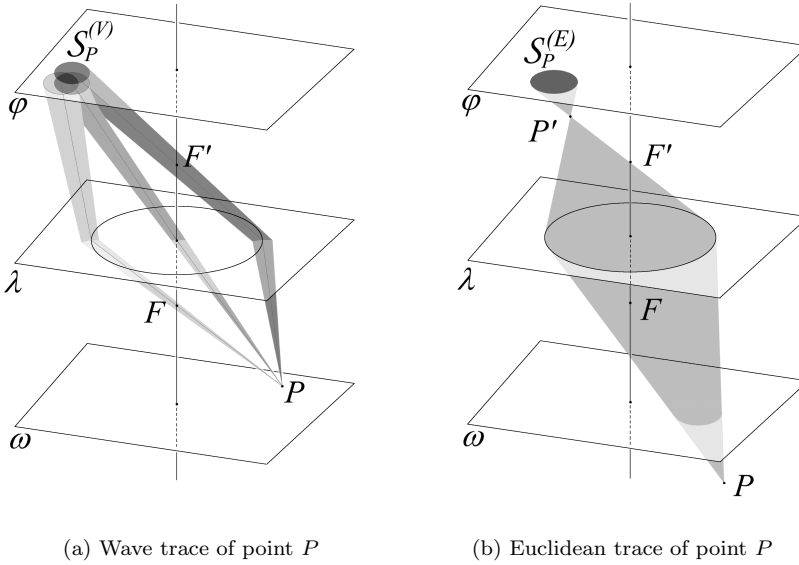 S_P^(V)
φ
F'
λ
F
P
ω
(a) Wave trace of point P
S_P^(E)
φ
P'
F'
λ
F
ω
P
(b) Euclidean trace of point P